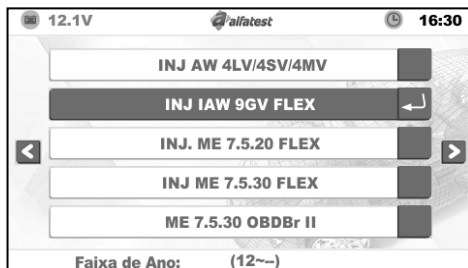 12.1V alfatest 16:30
INJ AW 4LV/4SV/4MV
INJ IAW 9GV FLEX
INJ. ME 7.5.20 FLEX
INJ ME 7.5.30 FLEX
ME 7.5.30 OBDBr II
Faixa de Ano: (12~--)